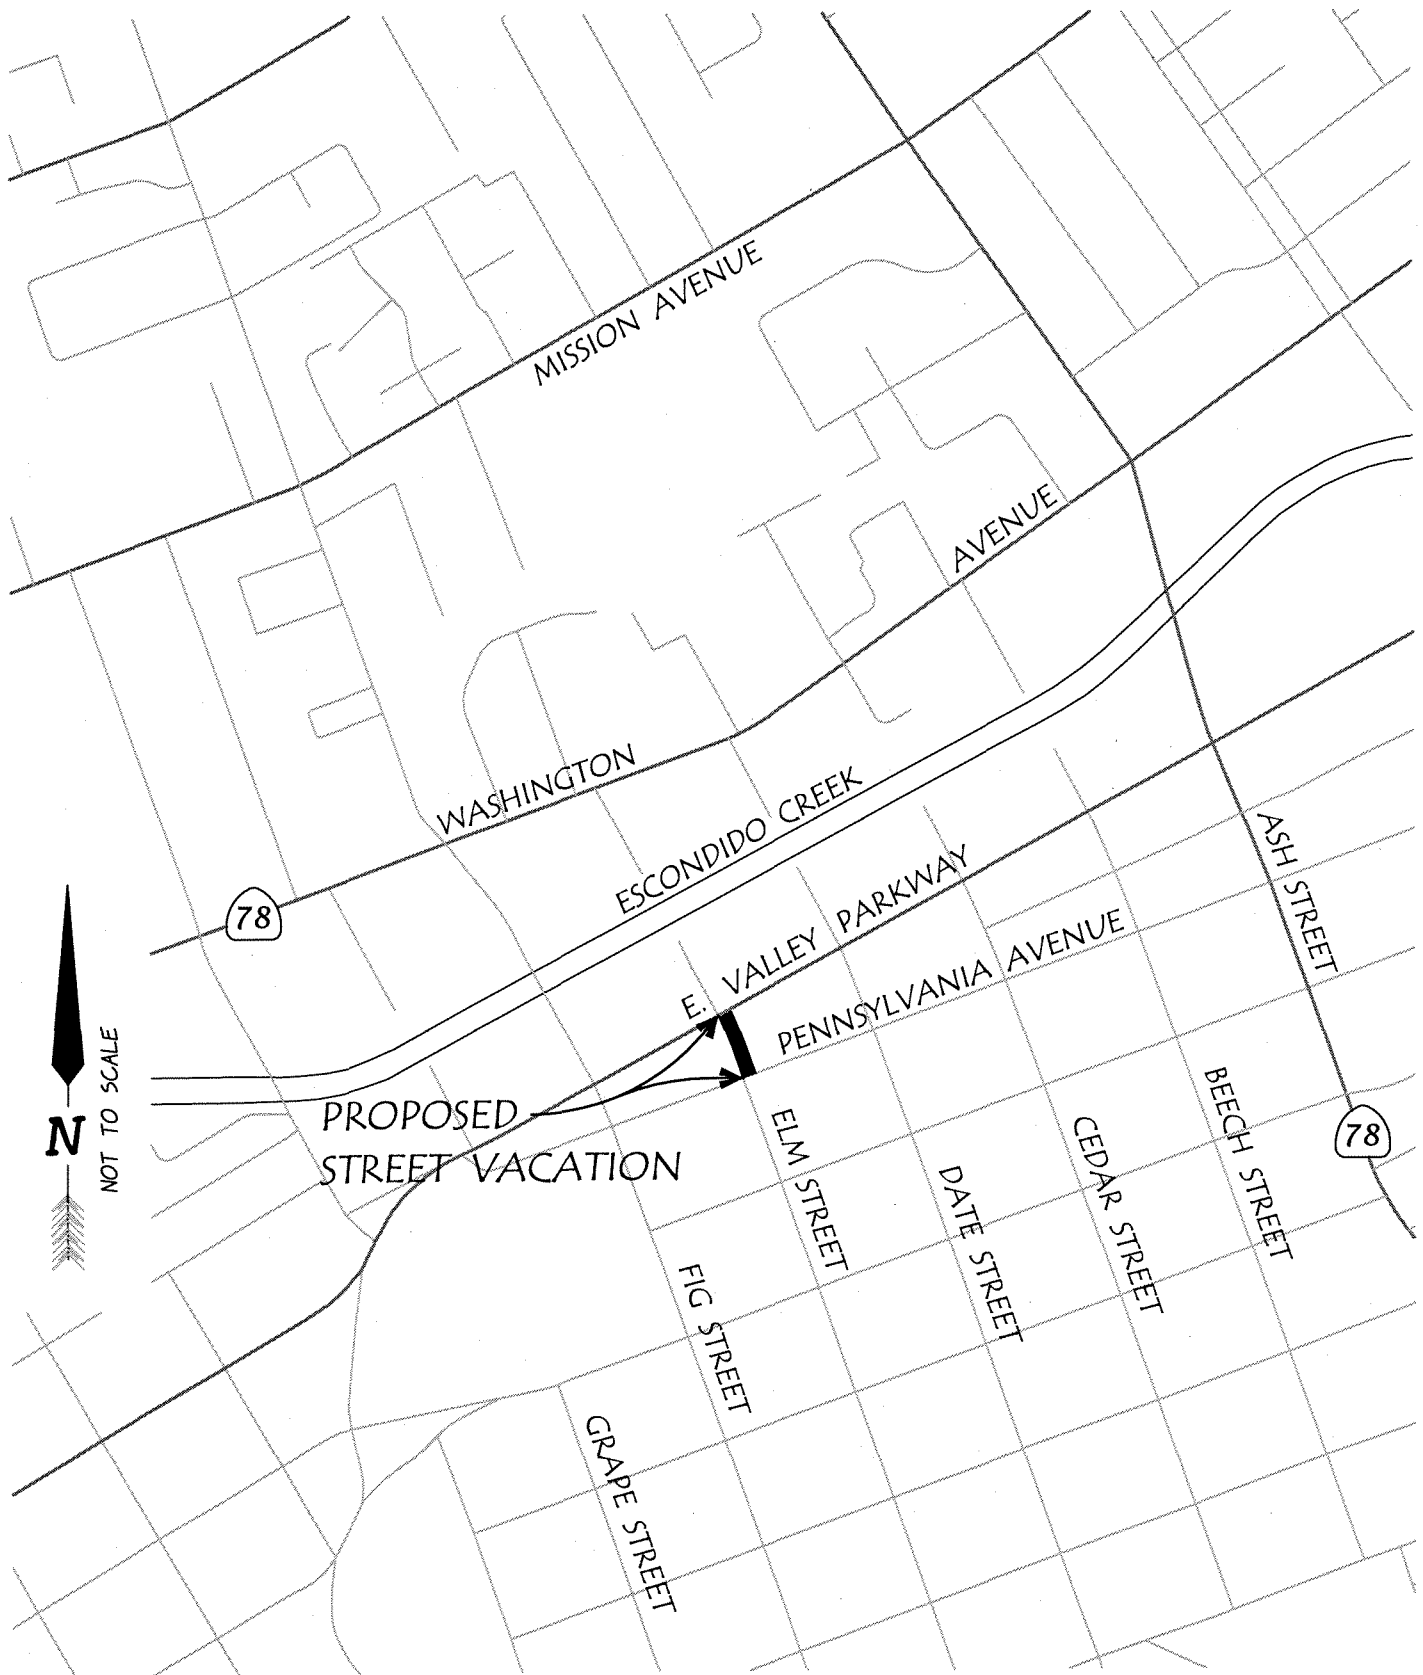 MISSION AVENUE
WASHINGTON AVENUE
ESCONDIDO CREEK
78
E. VALLEY PARKWAY
ASH STREET
PENNSYLVANIA AVENUE
NOT TO SCALE
N
PROPOSED
STREET VACATION
78
ELM STREET
DATE STREET
CEDAR STREET
BEECH STREET
FIG STREET
GRAPE STREET